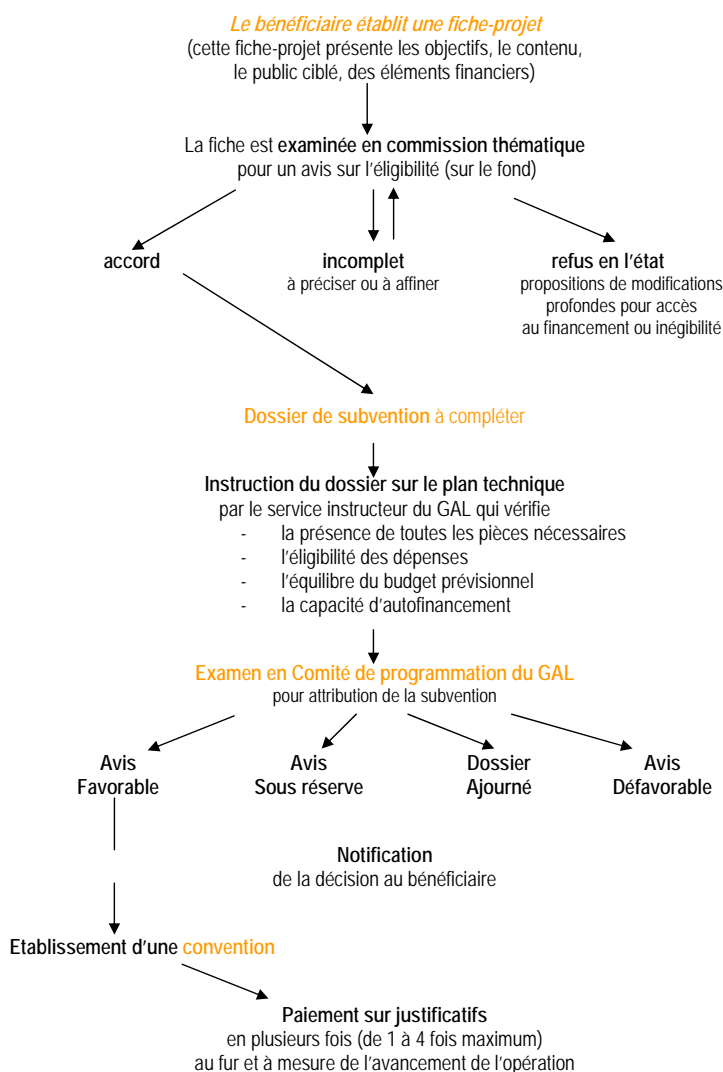 Le bénéficiaire établit une fiche-projet
(cette fiche-projet présente les objectifs, le contenu,
le public ciblé, des éléments financiers)
La fiche est examinée en commission thématique
pour un avis sur l'éligibilité (sur le fond)
accord
incomplet
à préciser ou à affiner
refus en l'état
propositions de modifications
profondes pour accès
au financement ou inégibilité
Dossier de subvention à compléter
Instruction du dossier sur le plan technique
par le service instructeur du GAL qui vérifie
- la présence de toutes les pièces nécessaires
- l'éligibilité des dépenses
- l'équilibre du budget prévisionnel
- la capacité d'autofinancement
Examen en Comité de programmation du GAL
pour attribution de la subvention
Avis
Favorable
Avis
Sous réserve
Dossier
Ajourné
Avis
Défavorable
Notification
de la décision au bénéficiaire
Etablissement d'une convention
Paiement sur justificatifs
en plusieurs fois (de 1 à 4 fois maximum)
au fur et à mesure de l'avancement de l'opération